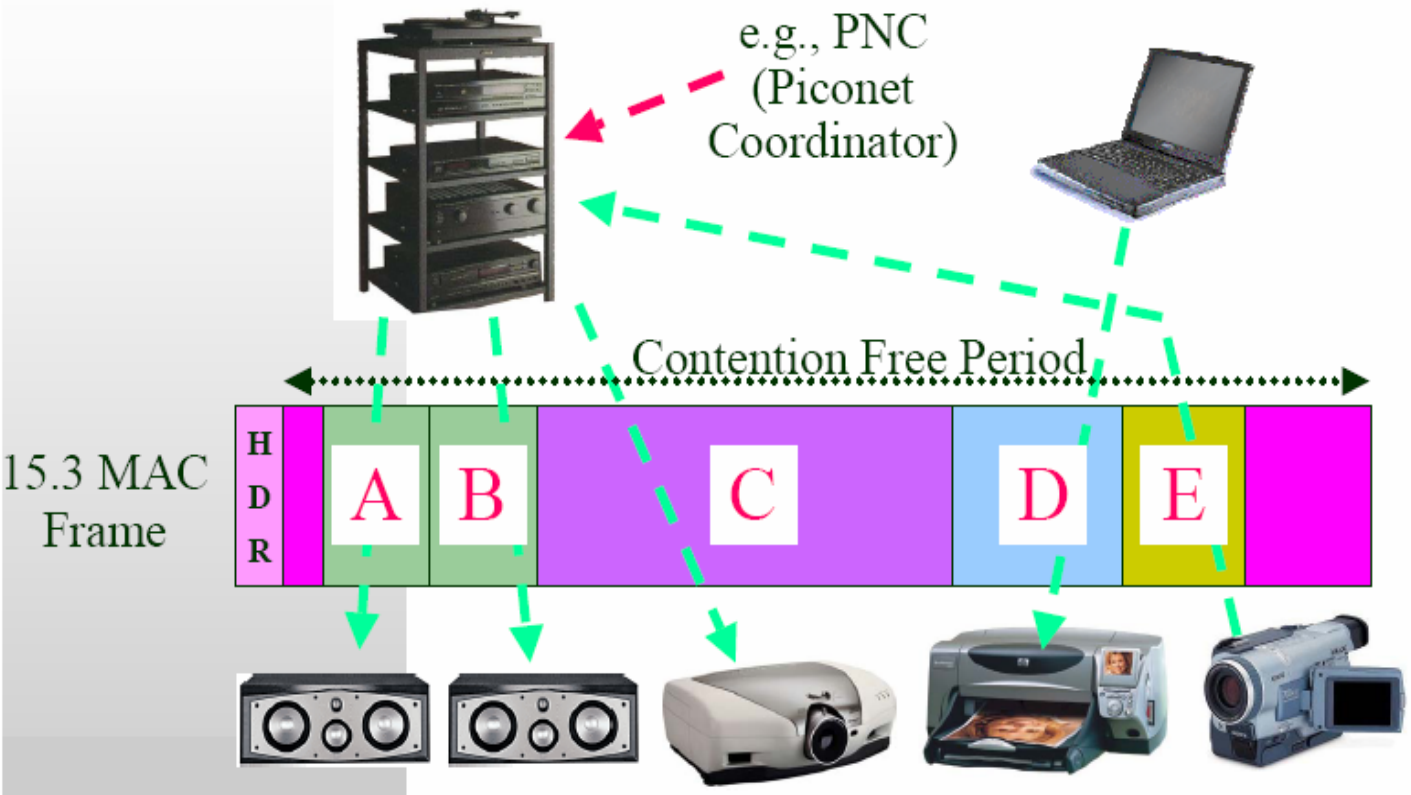 e.g., PNC
(Piconet
Coordinator)
Contention Free Period
15.3 MAC
Frame
H
D
R
A
B
C
D
E